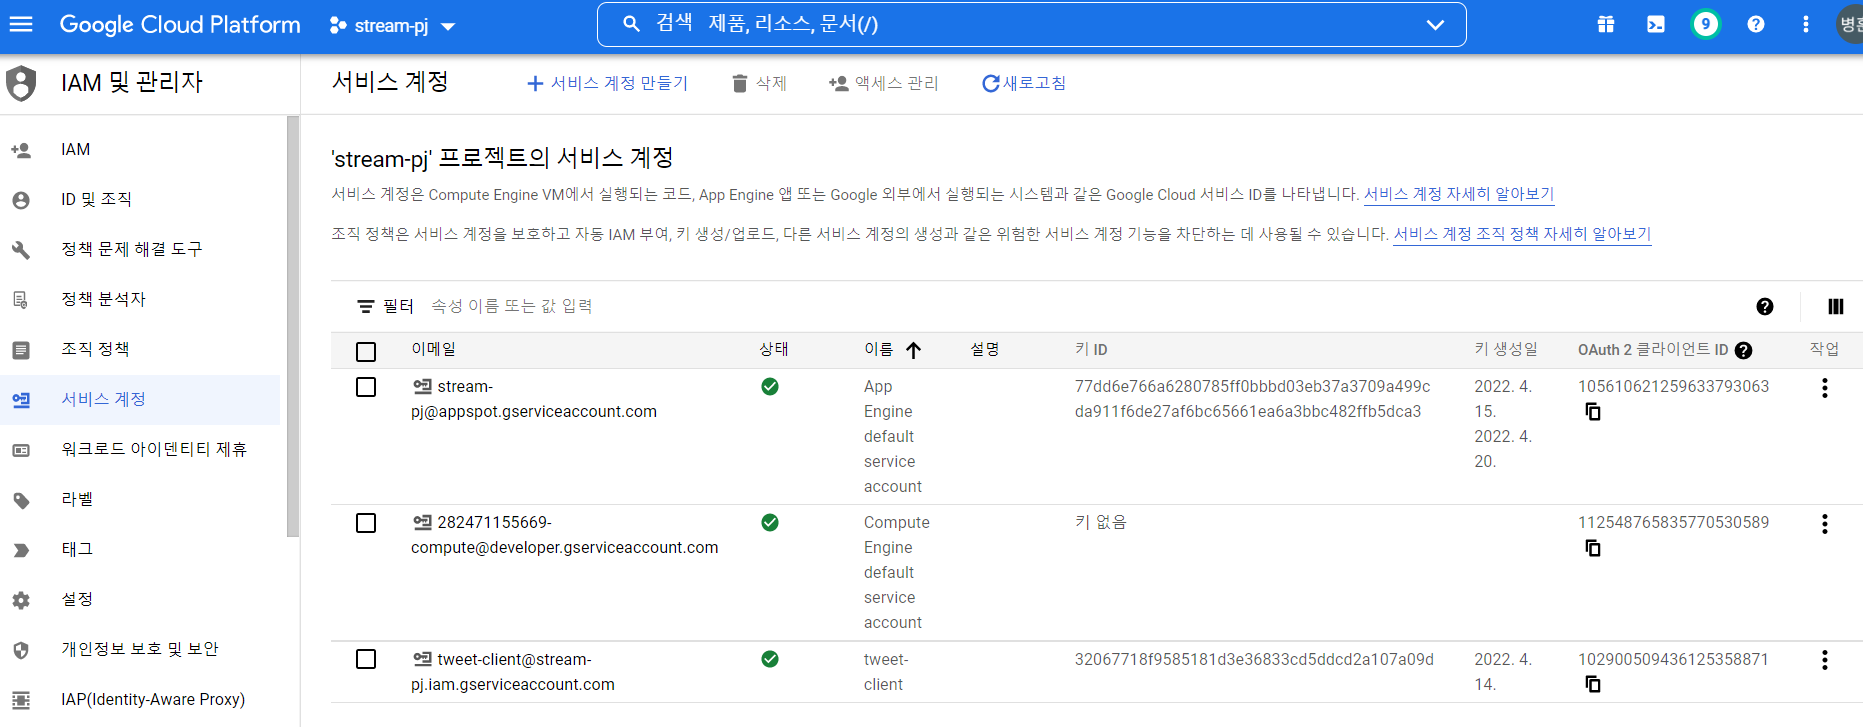 Google Cloud Platform
stream-pj
검색 제품, 리소스, 문서(/)
9
병훈
IAM 및 관리자
서비스 계정
서비스 계정 만들기
삭제
액세스 관리
새로고침
IAM
ID 및 조직
정책 문제 해결 도구
정책 분석자
조직 정책
서비스 계정
워크로드 아이덴티티 제휴
라벨
태그
설정
개인정보 보호 및 보안
IAP(Identity-Aware Proxy)
'stream-pj' 프로젝트의 서비스 계정
서비스 계정은 Compute Engine VM에서 실행되는 코드, App Engine 앱 또는 Google 외부에서 실행되는 시스템과 같은 Google Cloud 서비스 ID를 나타냅니다. 서비스 계정 자세히 알아보기
조직 정책은 서비스 계정을 보호하고 자동 IAM 부여, 키 생성/업로드, 다른 서비스 계정의 생성과 같은 위험한 서비스 계정 기능을 차단하는 데 사용될 수 있습니다. 서비스 계정 조직 정책 자세히 알아보기
필터 속성 이름 또는 값 입력
이메일 상태 이름 설명 키 ID 키 생성일 OAuth 2 클라이언트 ID 작업
stream- App 77dd6e766a6280785ff0bbbd03eb37a3709a499c 2022. 4. 105610621259633793063
pj@appspot.gserviceaccount.com Engine da911f6de27af6bc65661ea6a3bbc482ffb5dca3 15.
default 2022. 4.
service 20.
account
282471155669- Compute 키 없음 112548765835770530589
compute@developer.gserviceaccount.com Engine
default
service
account
tweet-client@stream- tweet- 32067718f9585181d3e36833cd5ddcd2a107a09d 2022. 4. 102900509436125358871
pj.iam.gserviceaccount.com client 14.